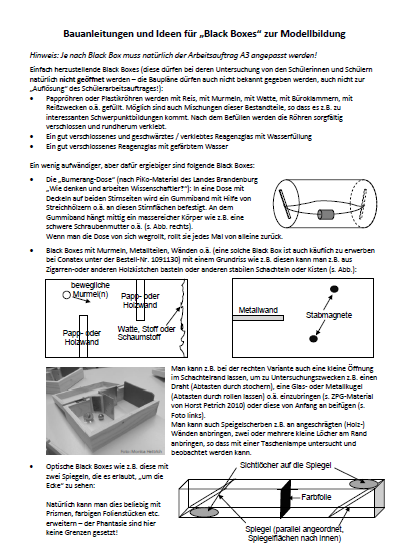 Bauanleitungen und Ideen für „Black Boxes“ zur Modellbildung
Hinweis: Je nach Black Box muss natürlich der Arbeitsauftrag A3 angepasst werden!
Einfach herzustellende Black Boxes (diese dürfen bei deren Untersuchung von den Schülerinnen und Schülern
natürlich nicht geöffnet werden – die Baupläne dürfen auch nicht bekannt gegeben werden, auch nicht zur
„Auflösung“ des Schülerarbeitsauftrages!):
• Pappröhren oder Plastikröhren werden mit Reis, mit Murmeln, mit Watte, mit Büroklammern, mit
Reißzwecken o.ä. gefüllt. Möglich sind auch Mischungen dieser Bestandteile, so dass es z.B. zu
interessanten Schwerpunktbildungen kommt. Nach dem Befüllen werden die Röhren sorgfältig
verschlossen und rundherum verklebt.
• Ein gut verschlossenes und geschwärztes / verklebtes Reagenzglas mit Wasserfüllung
• Ein gut verschlossenes Reagenzglas mit gefärbtem Wasser
Ein wenig aufwändiger, aber dafür ergiebiger sind folgende Black Boxes:
• Die „Bumerang-Dose“ (nach PiKo-Material des Landes Brandenburg
„Wie denken und arbeiten Wissenschaftler?“): In eine Dose mit
Deckeln auf beiden Stirnseiten wird ein Gummiband mit Hilfe von
Streichhölzern o.ä. an diesen Stirnflächen befestigt. An dem
Gummiband hängt mittig ein massereicher Körper wie z.B. eine
schwere Schraubenmutter o.ä. (s. Abb. rechts).
Wenn man die Dose von sich wegrollt, rollt sie jedes Mal von alleine zurück.
• Black Boxes mit Murmeln, Metallteilen, Wänden o.ä. (eine solche Black Box ist auch käuflich zu erwerben
bei Conatex unter der Bestell-Nr. 1091130) mit einem Grundriss wie z.B. diesen kann man z.B. aus
Zigarren-oder anderen Holzkistchen basteln oder anderen stabilen Schachteln oder Kisten (s. Abb.):
bewegliche
Murmel(n)
Papp- oder
Holzwand
Papp- oder
Holzwand
Watte, Stoff oder
Schaumstoff
Metallwand
Stabmagnete
Man kann z.B. bei der rechten Variante auch eine kleine Öffnung
im Schachtelrand lassen, um zu Untersuchungszwecken z.B. einen
Draht (Abtasten durch stochern), eine Glas- oder Metallkugel
(Abtasten durch rollen lassen) o.ä. einzubringen (s. ZPG-Material
von Horst Petrich 2010) oder diese von Anfang an beifügen (s.
Foto links).
Man kann auch Speigelscherben z.B. an angeschrägten (Holz-)
Wänden anbringen, zwei oder mehrere kleine Löcher am Rand
anbringen, so dass mit einer Taschenlampe untersucht und
beobachtet werden kann.
• Optische Black Boxes wie z.B. diese mit
zwei Spiegeln, die es erlaubt, „um die
Ecke“ zu sehen:
Natürlich kann man dies beliebig mit
Prismen, farbigen Folienstücken etc.
erweitern – der Phantasie sind hier
keine Grenzen gesetzt!
Sichtlöcher auf die Spiegel
Farbfolie
Spiegel (parallel angeordnet,
Spiegelflächen nach innen)